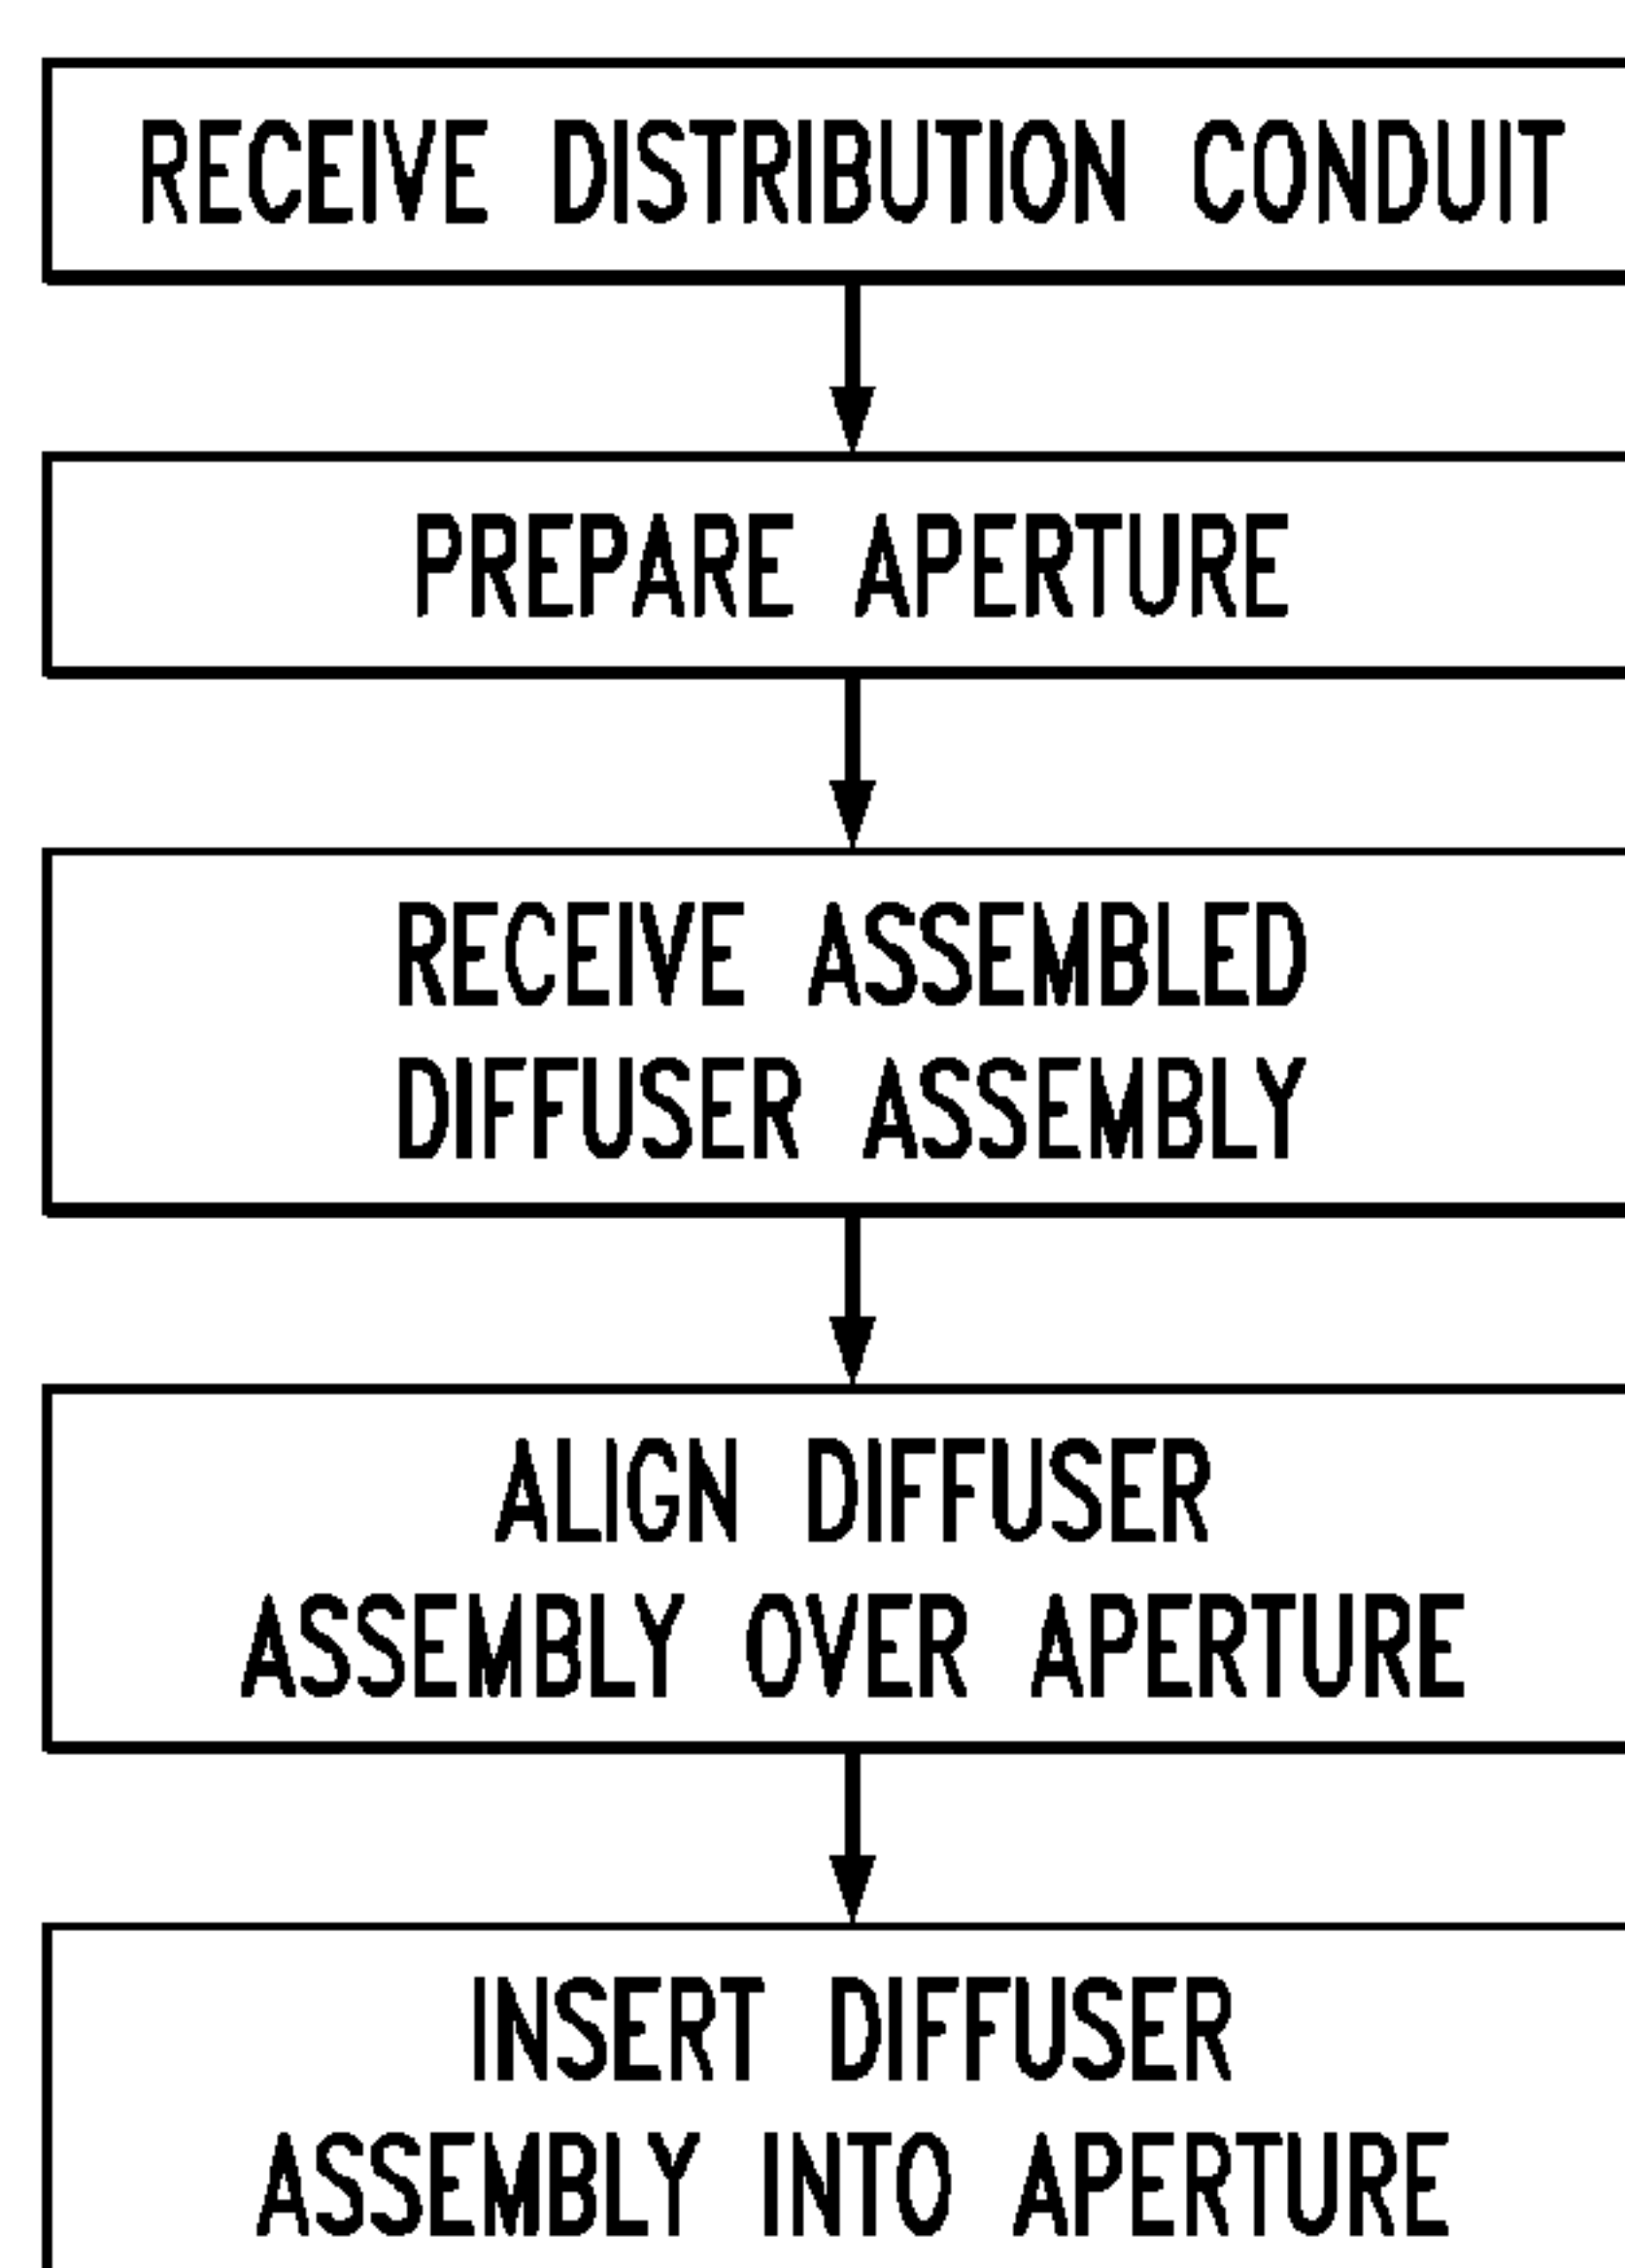 RECEIVE DISTRIBUTION CONDUIT
PREPARE APERTURE
RECEIVE ASSEMBLED
DIFFUSER ASSEMBLY
ALIGN DIFFUSER
ASSEMBLY OVER APERTURE
INSERT DIFFUSER
ASSEMBLY INTO APERTURE